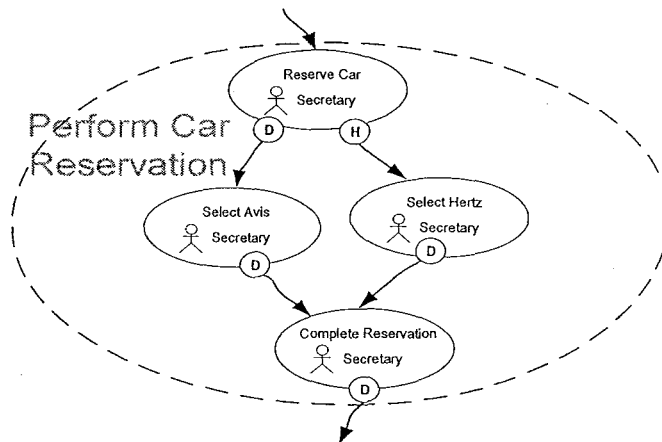 Reserve Car
Secretary
D
H
Perform Car
Reservation
Select Avis
Secretary
D
Select Hertz
Secretary
D
Complete Reservation
Secretary
D